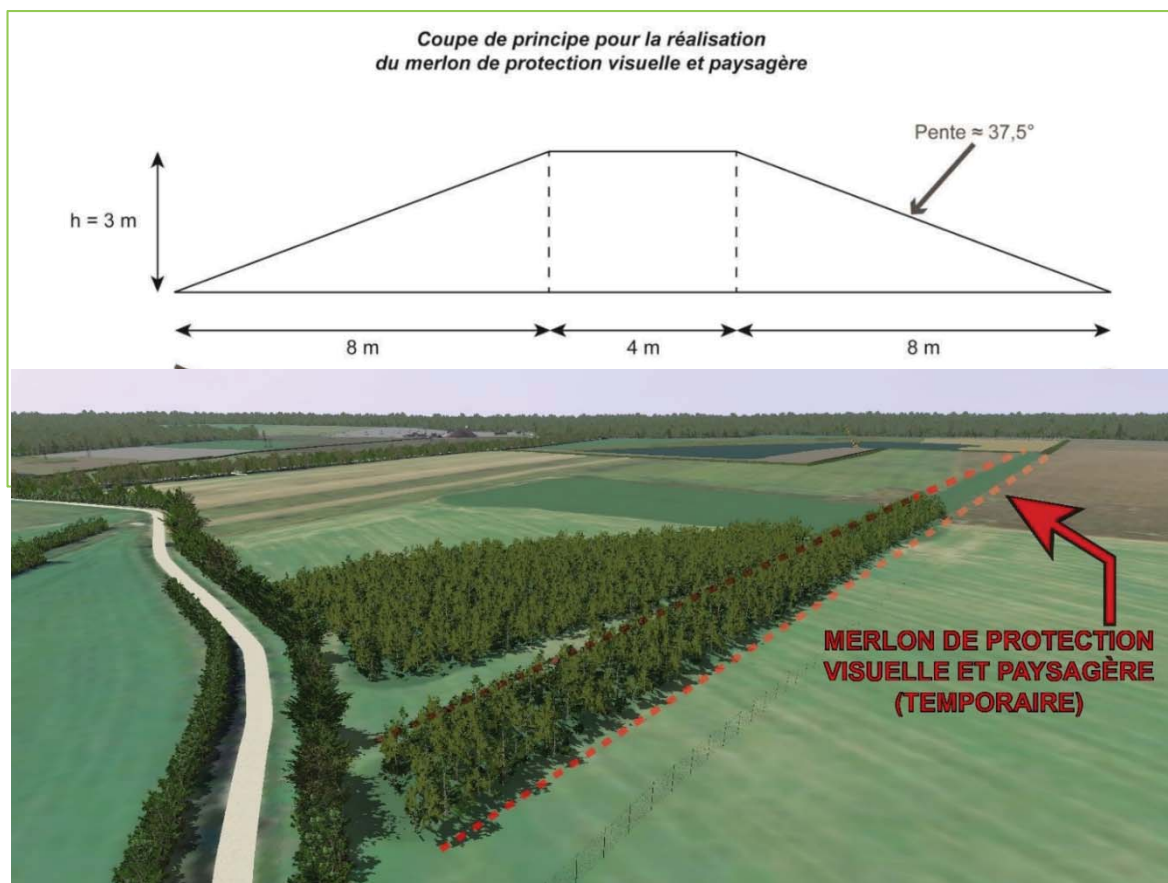 Coupe de principe pour la réalisation
du merlon de protection visuelle et paysagère
Pente ≈ 37,5°
h = 3 m
8 m
4 m
8 m
MERLON DE PROTECTION
VISUELLE ET PAYSAGÈRE
(TEMPORAIRE)